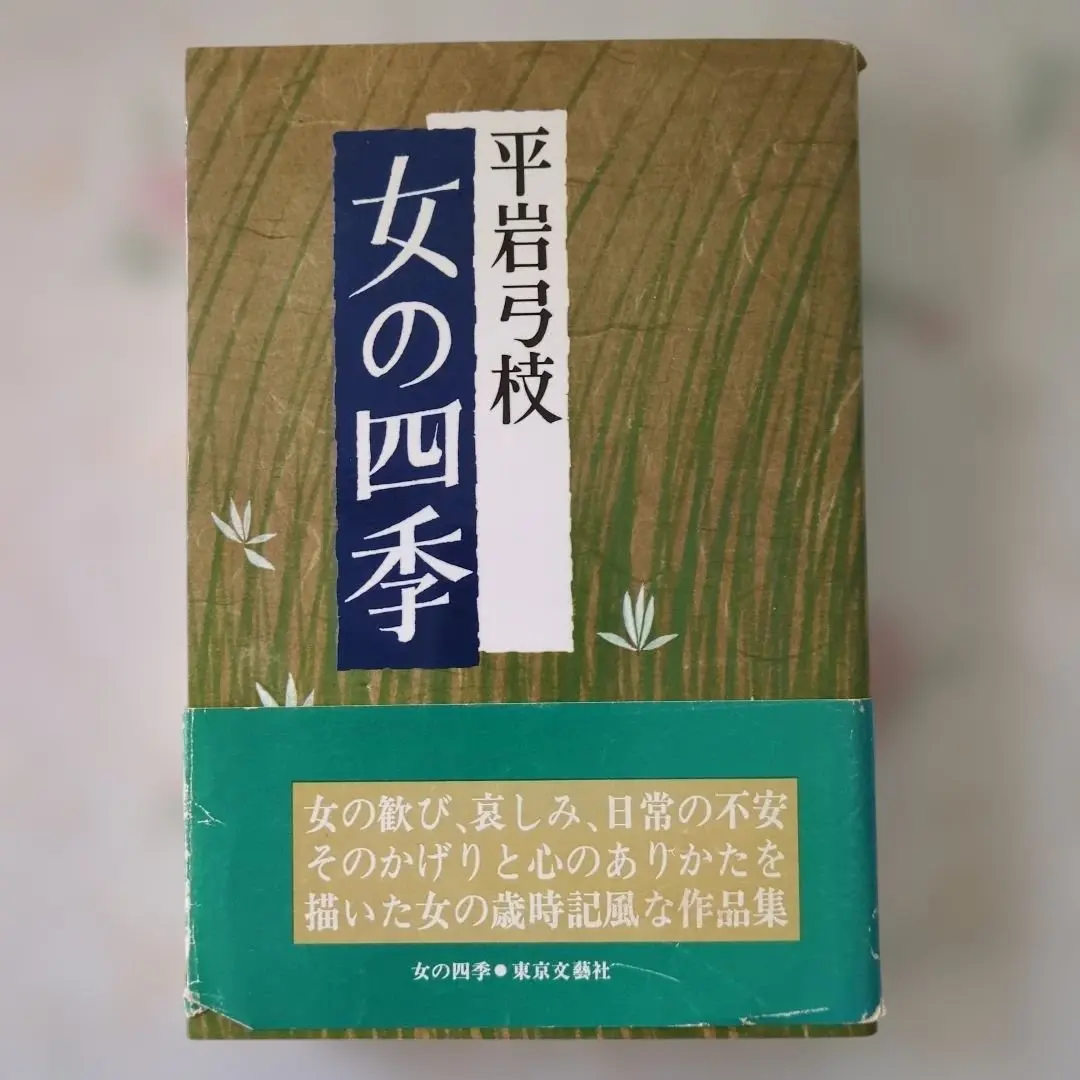 平岩弓枝
女の四季
女の歓び、哀しみ、日常の不安
そのかげりと心のありかたを
描いた女の歳時記風な作品集
女の四季●東京文藝社